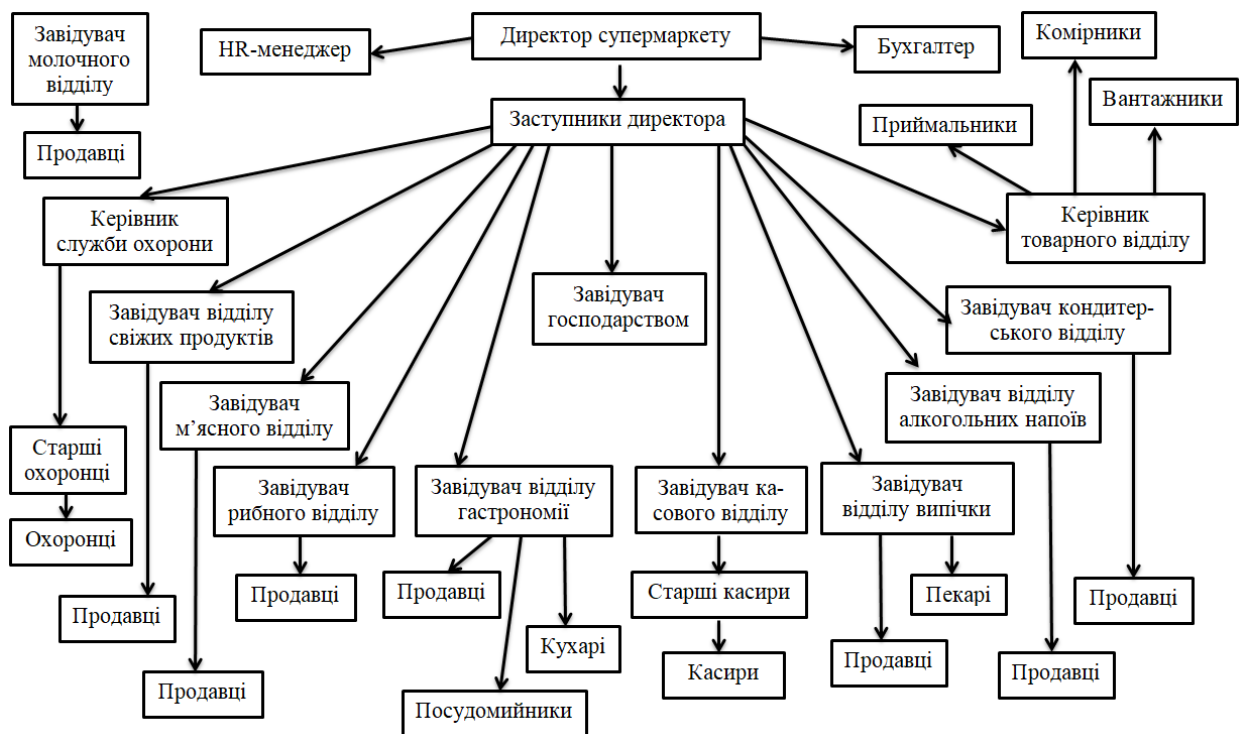 Завідувач
молочного
відділу
Продавці
HR-менеджер
Директор супермаркету
Бухгалтер
Комірники
Вантажники
Заступники директора
Приймальники
Керівник
служби охорони
Керівник
товарного відділу
Завідувач відділу
свіжих продуктів
Завідувач
господарством
Завідувач кондитер-
ського відділу
Завідувач
м’ясного відділу
Завідувач відділу
алкогольних напоїв
Старші
охоронці
Охоронці
Завідувач
рибного відділу
Завідувач відділу
гастрономії
Завідувач ка-
сового відділу
Завідувач
відділу випічки
Продавці
Продавці
Продавці
Старші касири
Пекарі
Продавці
Кухарі
Продавці
Касири
Продавці
Продавці
Посудомийники